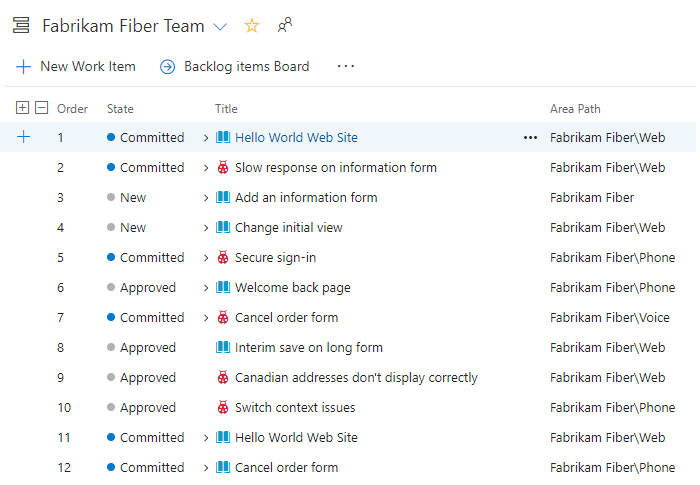 Fabrikam Fiber Team
New Work Item Backlog items Board ...
Order State Title Area Path
1 Committed Hello World Web Site ... Fabrikam Fiber\Web
2 Committed Slow response on information form Fabrikam Fiber\Web
3 New Add an information form Fabrikam Fiber
4 New Change initial view Fabrikam Fiber\Web
5 Committed Secure sign-in Fabrikam Fiber\Phone
6 Approved Welcome back page Fabrikam Fiber\Phone
7 Committed Cancel order form Fabrikam Fiber\Voice
8 Approved Interim save on long form Fabrikam Fiber\Web
9 Approved Canadian addresses don't display correctly Fabrikam Fiber\Web
10 Approved Switch context issues Fabrikam Fiber\Phone
11 Committed Hello World Web Site Fabrikam Fiber\Web
12 Committed Cancel order form Fabrikam Fiber\Phone